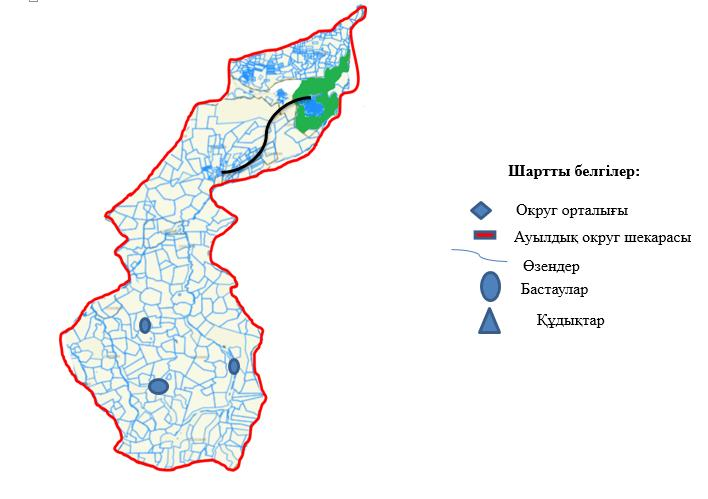 Шартты белгілер:
Округ орталығы
Ауылдық округ шекарасы
Өзендер
Бастаулар
Құдықтар